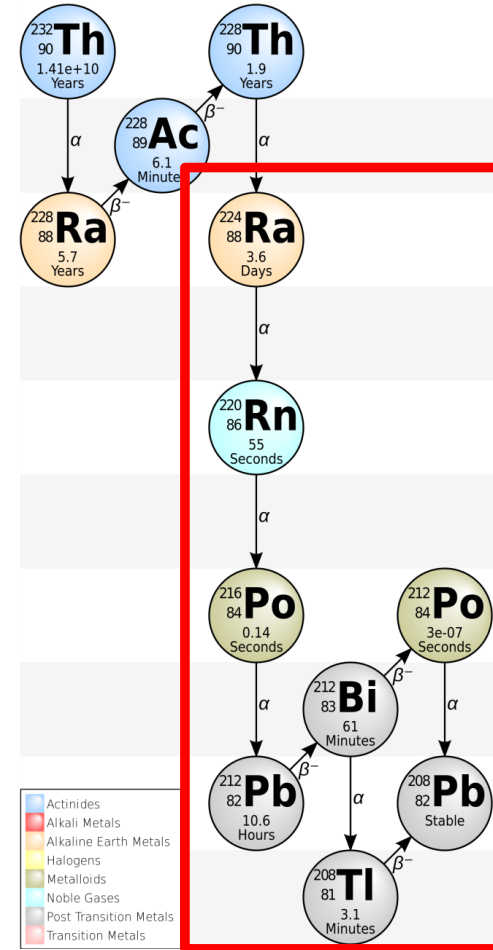 232
90
Th
1.41e+10
Years
228
90
Th
1.9
Years
α
β⁻
228
89
Ac
6.1
Minute
α
β⁻
228
88
Ra
5.7
Years
224
88
Ra
3.6
Days
α
220
86
Rn
55
Seconds
α
216
84
Po
0.14
Seconds
212
84
Po
3e-07
Seconds
α
β⁻
212
83
Bi
61
Minutes
α
β⁻
212
82
Pb
10.6
Hours
α
208
82
Pb
Stable
β⁻
208
81
Tl
3.1
Minutes
Actinides
Alkali Metals
Alkaline Earth Metals
Halogens
Metalloids
Noble Gases
Post Transition Metals
Transition Metals